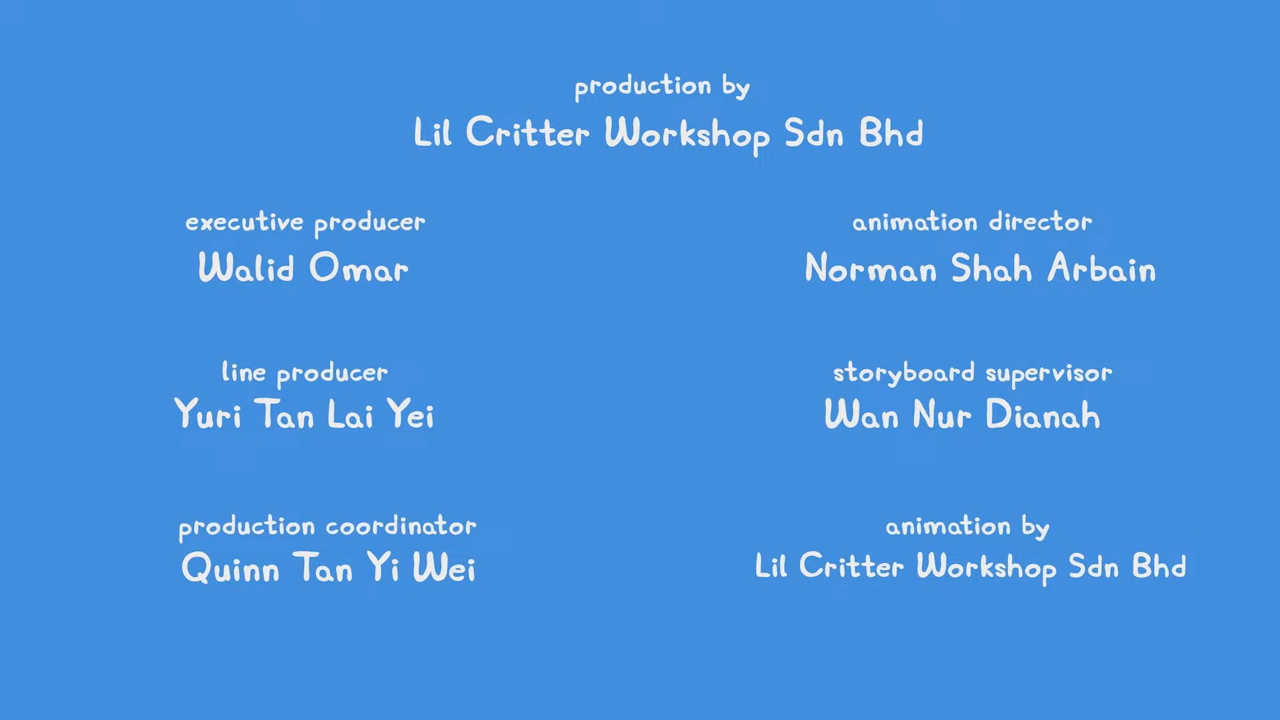 production by
Lil Critter Workshop Sdn Bhd
executive producer
Walid Omar
animation director
Norman Shah Arbain
line producer
Yuri Tan Lai Yei
storyboard supervisor
Wan Nur Dianah
production coordinator
Quinn Tan Yi Wei
animation by
Lil Critter Workshop Sdn Bhd